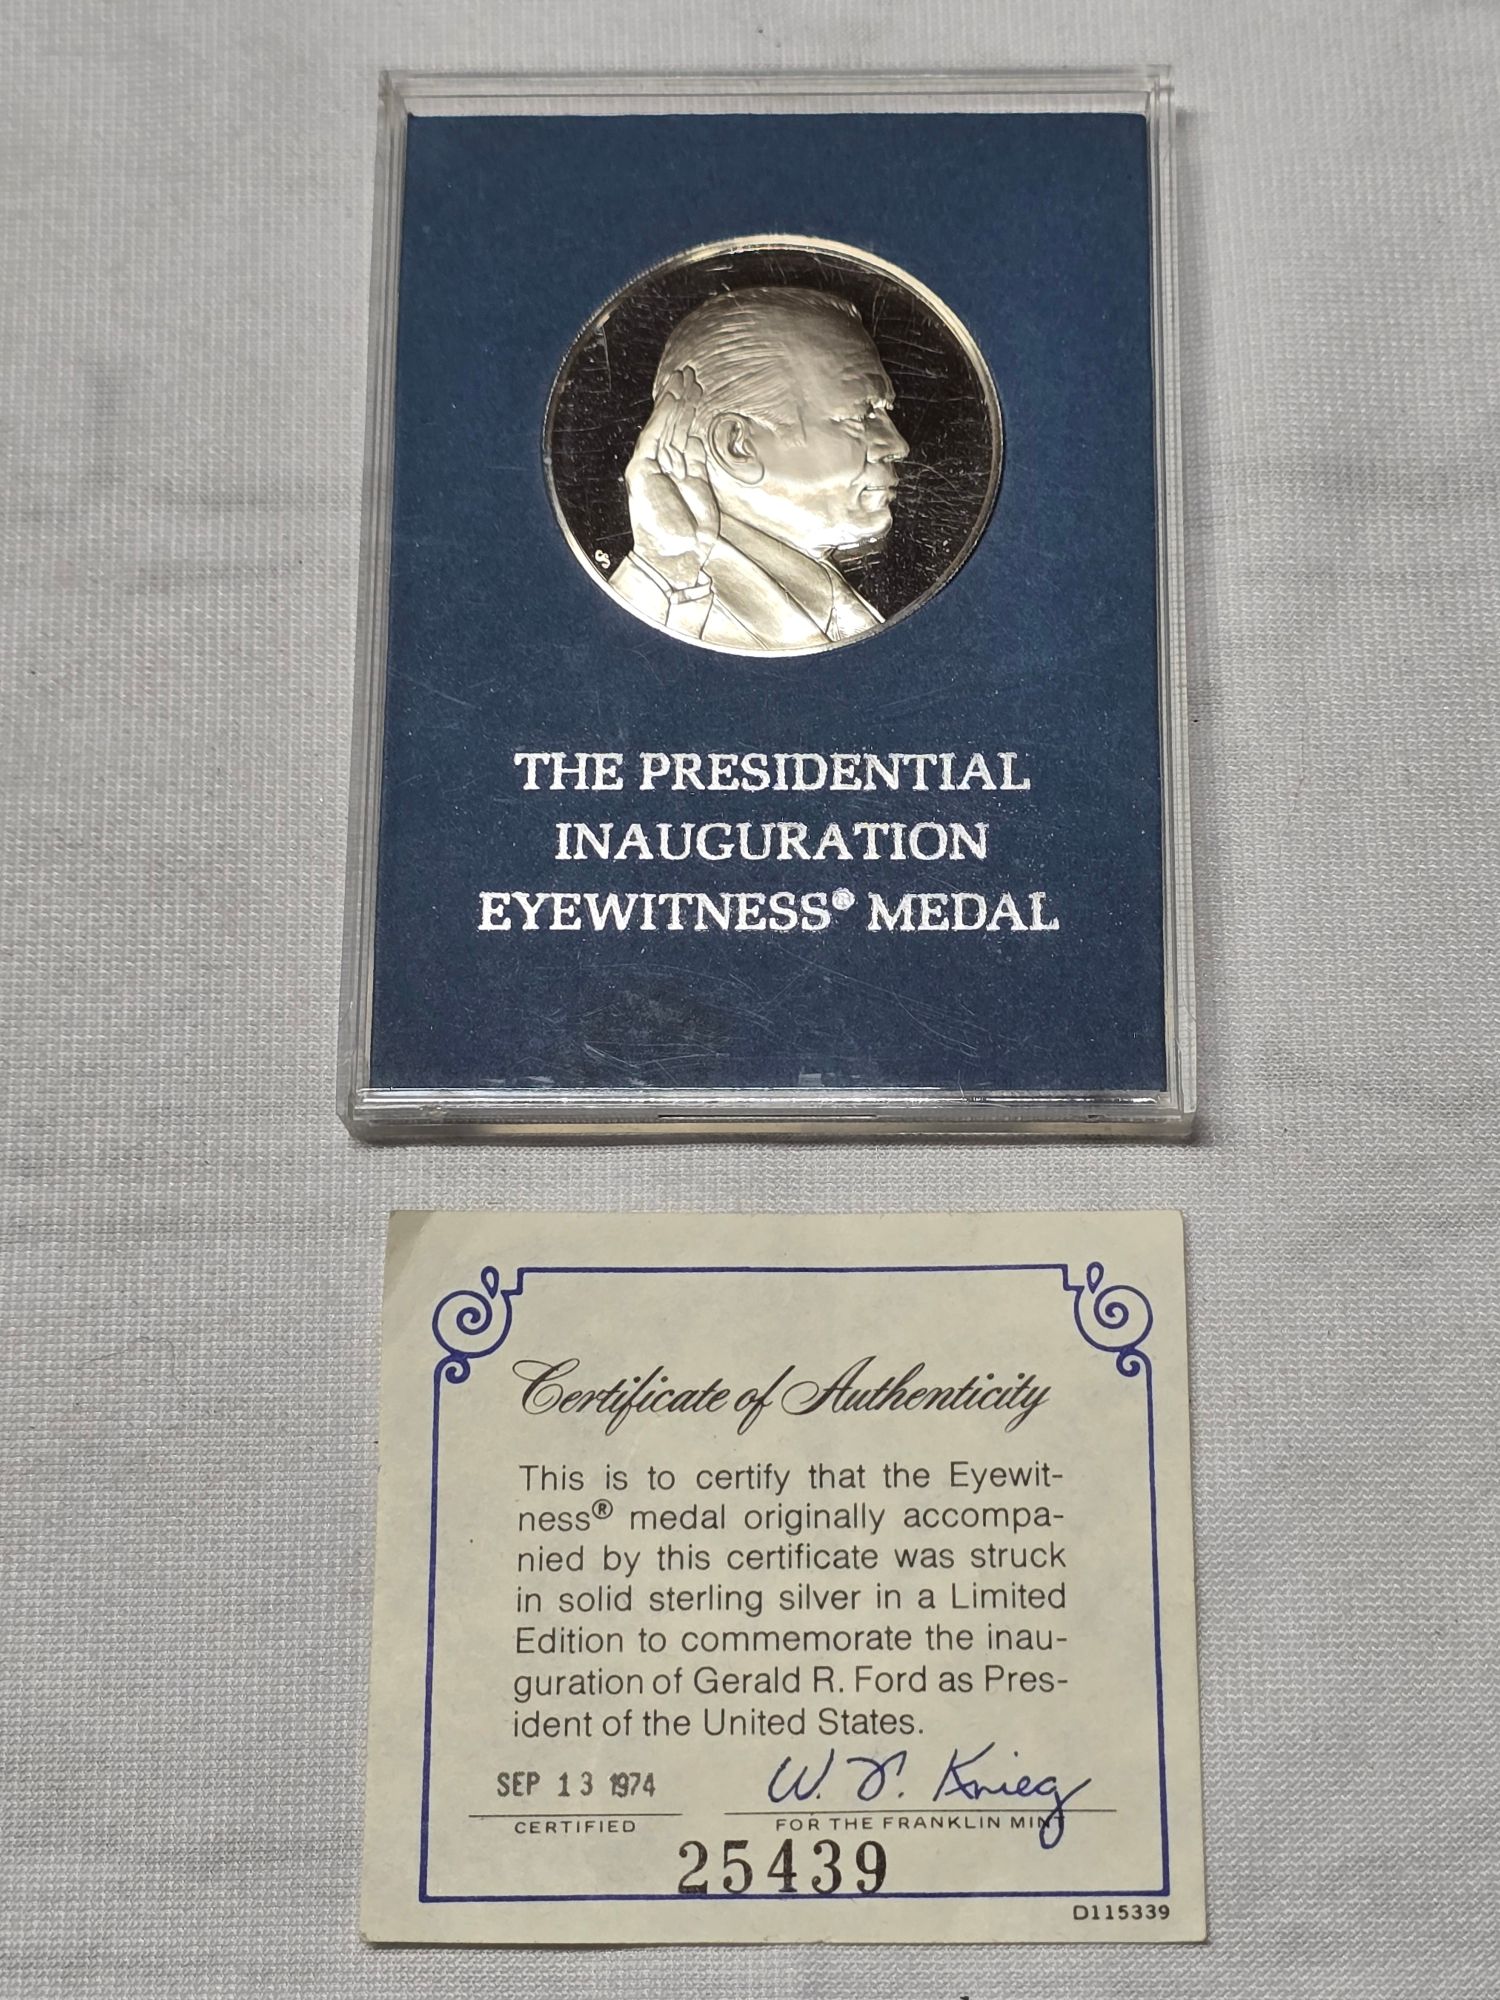 THE PRESIDENTIAL
INAUGURATION
EYEWITNESS® MEDAL
Certificate of Authenticity
This is to certify that the Eyewit-
ness® medal originally accompa-
nied by this certificate was struck
in solid sterling silver in a Limited
Edition to commemorate the inau-
guration of Gerald R. Ford as Pres-
ident of the United States.
SEP 13 1974
CERTIFIED
FOR THE FRANKLIN MINT
25439
D115339